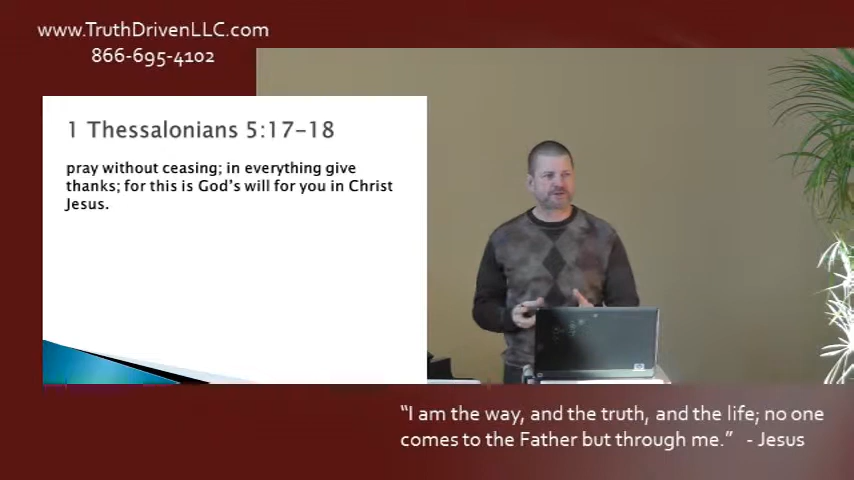 www.TruthDrivenLLC.com
866-695-4102
1 Thessalonians 5:17-18
pray without ceasing; in everything give
thanks; for this is God's will for you in Christ
Jesus.
“I am the way, and the truth, and the life; no one
comes to the Father but through me.” - Jesus